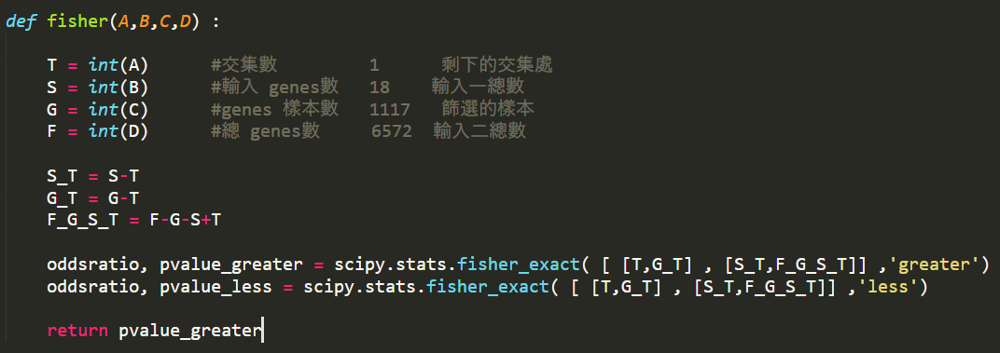 def fisher(A,B,C,D) :
T = int(A) #交集數 1 剩下的交集處
S = int(B) #輸入 genes數 18 輸入一總數
G = int(C) #genes 樣本數 1117 篩選的樣本
F = int(D) #總 genes數 6572 輸入二總數
S_T = S-T
G_T = G-T
F_G_S_T = F-G-S+T
oddsratio, pvalue_greater = scipy.stats.fisher_exact( [ [T,G_T] , [S_T,F_G_S_T]] ,'greater')
oddsratio, pvalue_less = scipy.stats.fisher_exact( [ [T,G_T] , [S_T,F_G_S_T]] ,'less')
return pvalue_greater